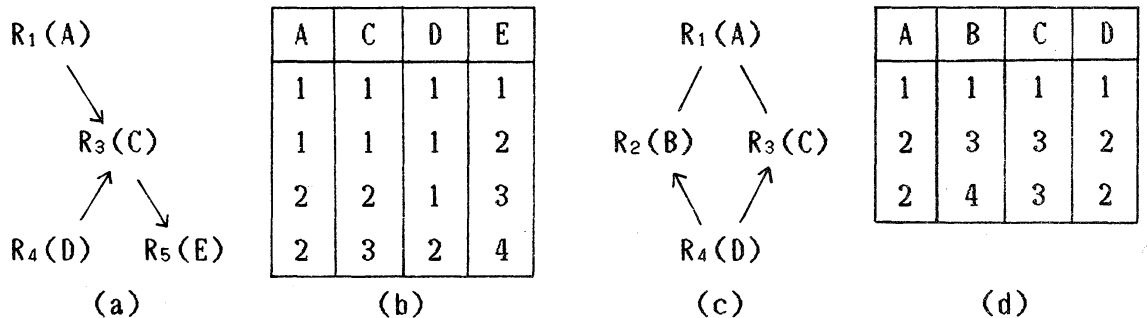 R₁(A)
R₃(C)
R₄(D) R₅(E)
(a)
A C D E
1 1 1 1
1 1 1 2
2 2 1 3
2 3 2 4
(b)
R₁(A)
R₂(B) R₃(C)
R₄(D)
(c)
A B C D
1 1 1 1
2 3 3 2
2 4 3 2
(d)